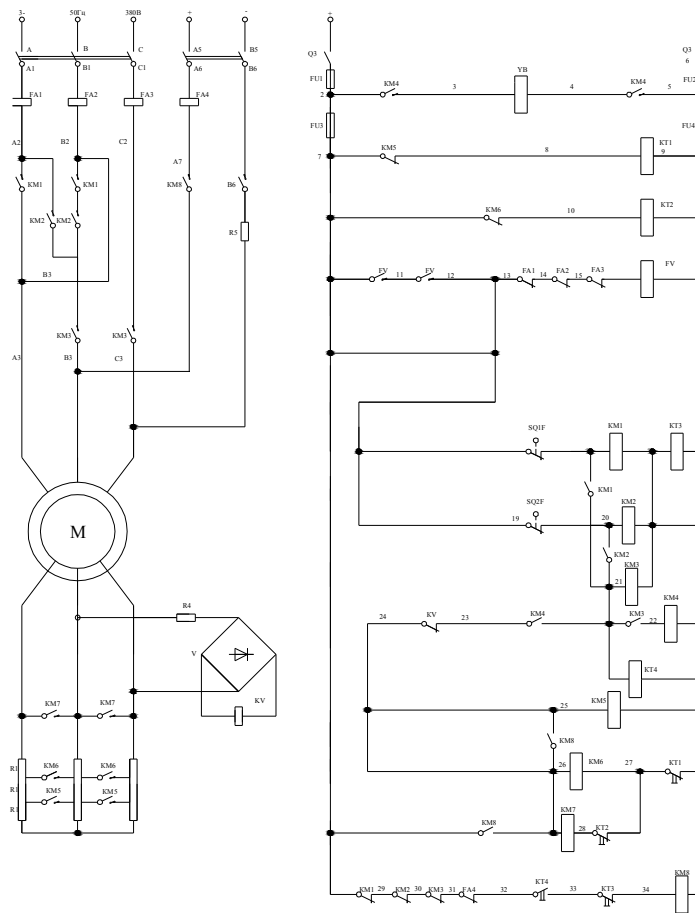 3~ 50Гц 380В + - +
A B C A5 B5 Q3 Q3
A1 B1 C1 A6 B6 6
FU1 FU2
KM4 3 YB 4 KM4 5
2
FA1 FA2 FA3 FA4
FU3 FU4
A2 B2 C2 KM5 8 KT1
7 9
A7
KM1 KM1 KM8 B6
KM2 KM2 KM6 10 KT2
R5
B3 FV 11 FV 12 13 FA1 14 FA2 15 FA3 FV
KM3 KM3
A3 B3 C3
SQ1F KM1 KT3
KM1
SQ2F KM2
19 20
M
KM2
KM3
21
R4 24 KV 23 KM4 KM3 22 KM4
V
KT4
KV
KM7 KM7 25 KM5
KM8
R1 KM6 KM6 26 KM6 27 KT1
R1 KM5 KM5
R1
KM8 KM7 28 KT2
KM1 29 KM2 30 KM3 31 FA4 32 KT4 33 KT3 34 KM8